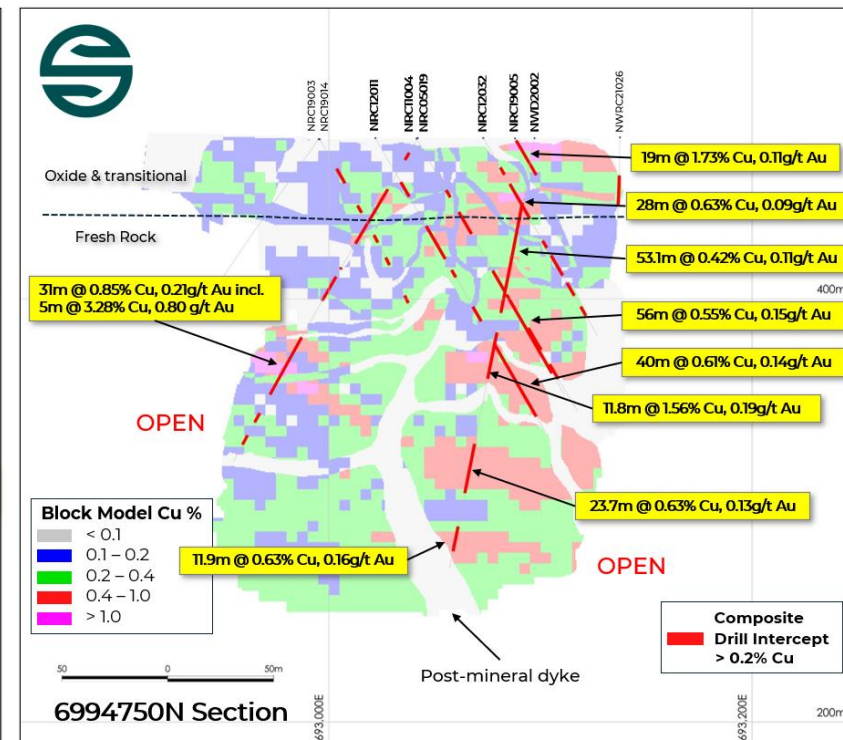 NRC19003
NRC19014
NRC12011
NRC11004
NRC05019
NRC12032
NRC19005
NWD2002
NWRC21026
19m @ 1.73% Cu, 0.11g/t Au
Oxide & transitional
28m @ 0.63% Cu, 0.09g/t Au
Fresh Rock
53.1m @ 0.42% Cu, 0.11g/t Au
31m @ 0.85% Cu, 0.21g/t Au incl.
5m @ 3.28% Cu, 0.80 g/t Au
400m
56m @ 0.55% Cu, 0.15g/t Au
40m @ 0.61% Cu, 0.14g/t Au
11.8m @ 1.56% Cu, 0.19g/t Au
OPEN
23.7m @ 0.63% Cu, 0.13g/t Au
Block Model Cu %
< 0.1
0.1 – 0.2
0.2 – 0.4
0.4 – 1.0
> 1.0
11.9m @ 0.63% Cu, 0.16g/t Au
OPEN
Composite
Drill Intercept
> 0.2% Cu
50 0 50m
Post-mineral dyke
6994750N Section
693,000E
693,200E
200m